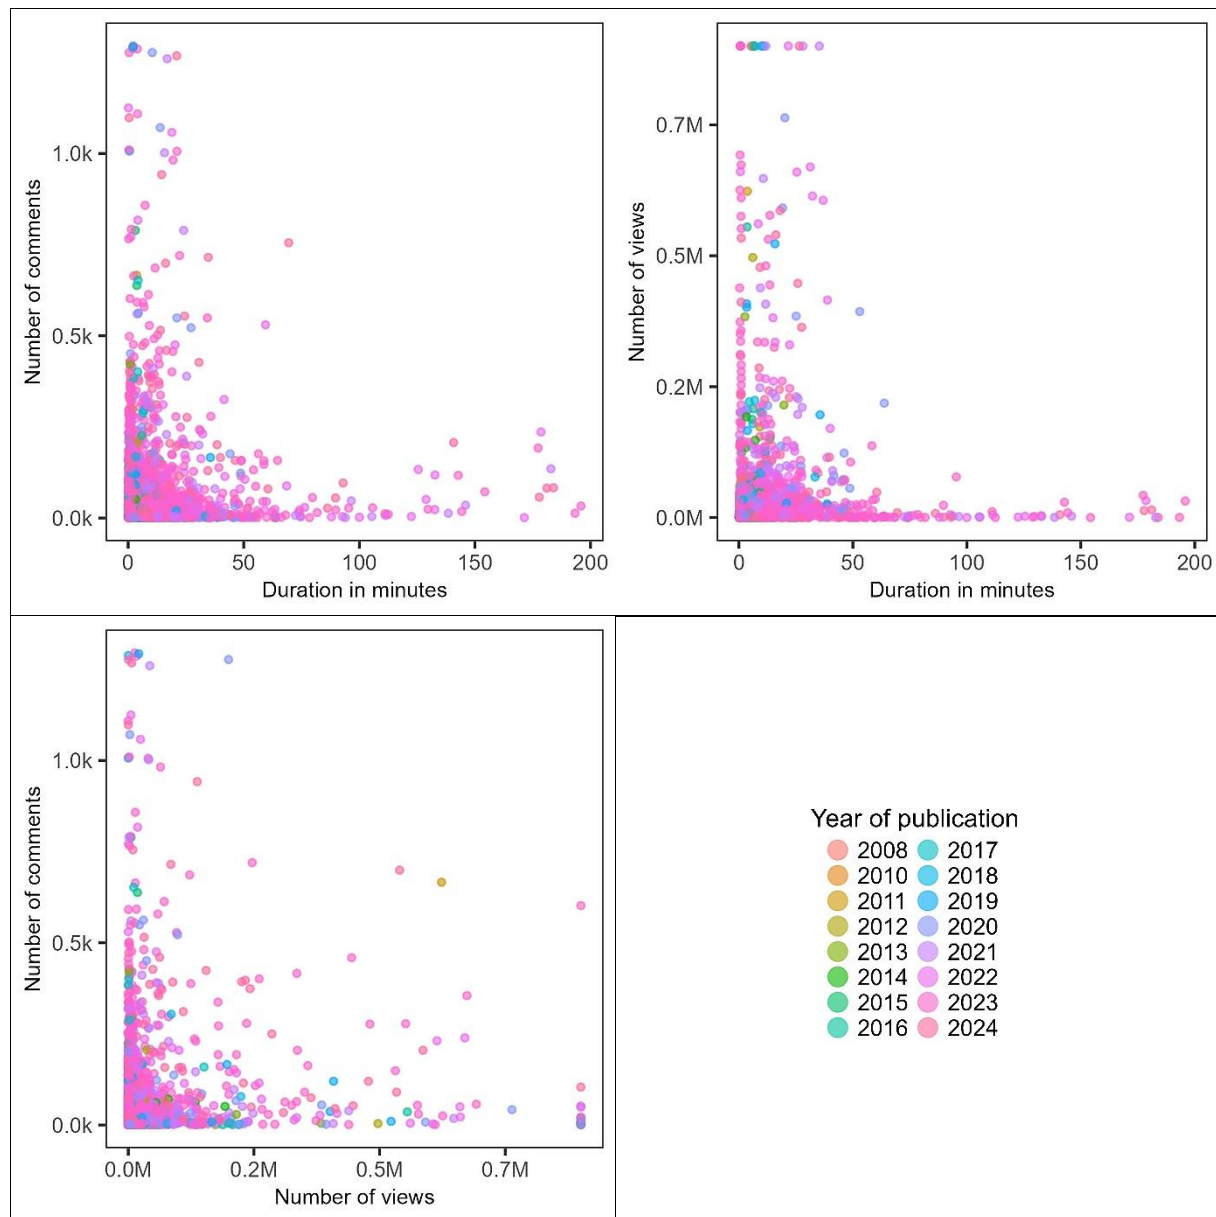 Number of comments
1.0k
0.5k
0.0k
0
50
100
150
200
Duration in minutes
Number of views
0.7M
0.5M
0.2M
0.0M
0
50
100
150
200
Duration in minutes
Number of comments
1.0k
0.5k
0.0k
0.0M
0.2M
0.5M
0.7M
Number of views
Year of publication
2008
2010
2011
2012
2013
2014
2015
2016
2017
2018
2019
2020
2021
2022
2023
2024